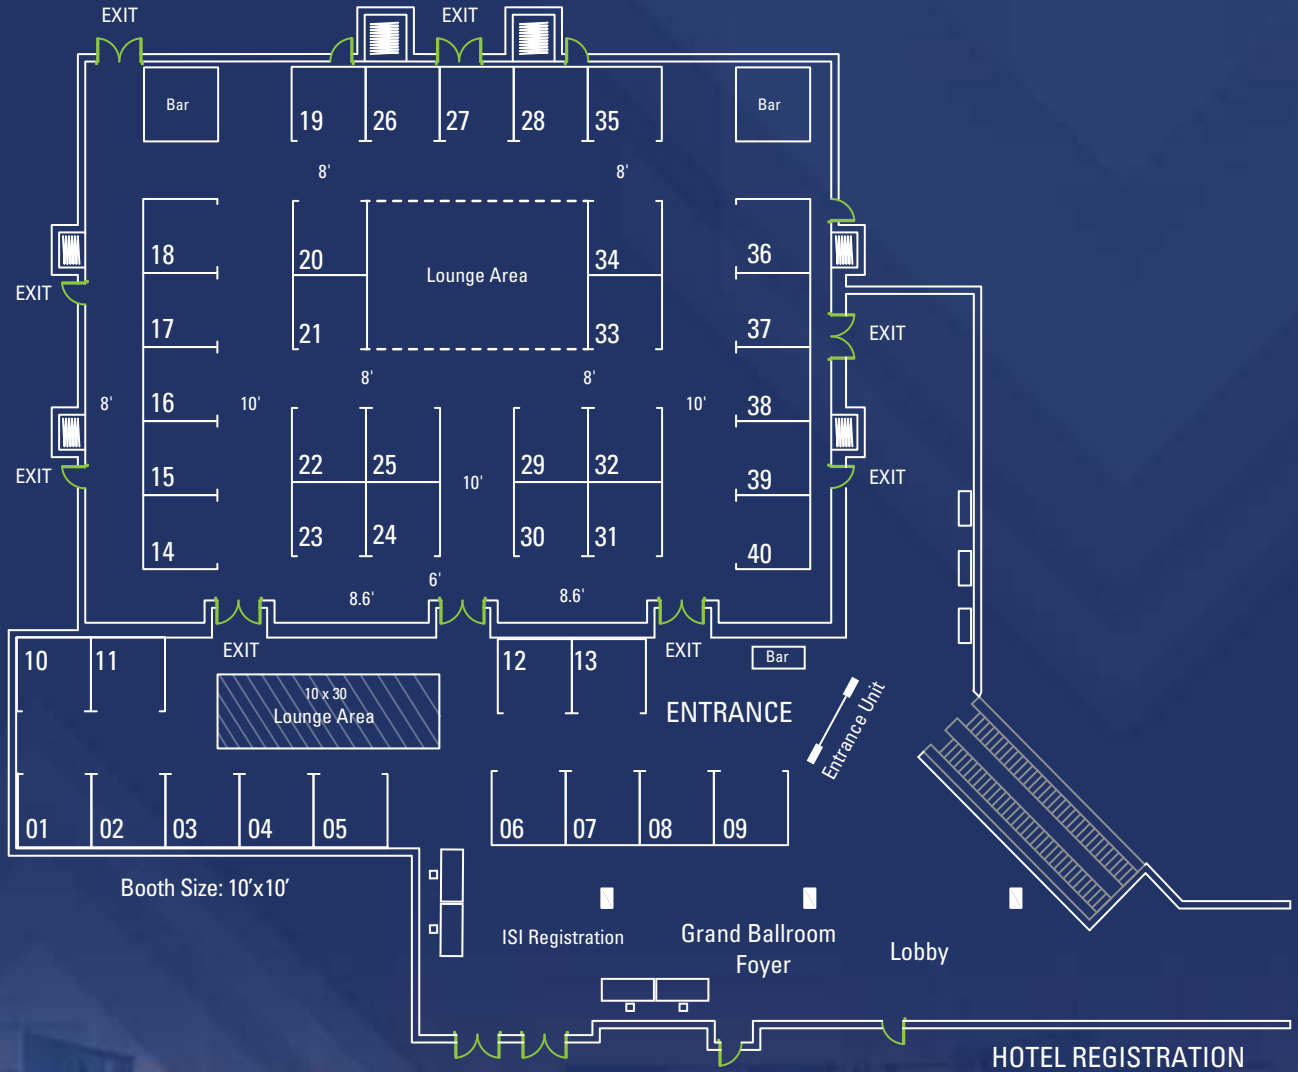 EXIT
EXIT
Bar
19
26
27
28
35
Bar
8'
8'
18
20
Lounge Area
34
36
EXIT
17
21
33
37
EXIT
8'
8'
8'
16
10'
10'
38
22
25
29
32
EXIT
15
10'
39
EXIT
14
23
24
30
31
40
6'
8.6'
8.6'
EXIT
EXIT
10
11
12
13
Bar
10 x 30
Lounge Area
ENTRANCE
Entrance Unit
01
02
03
04
05
06
07
08
09
Booth Size: 10'x10'
ISI Registration
Grand Ballroom
Foyer
Lobby
HOTEL REGISTRATION